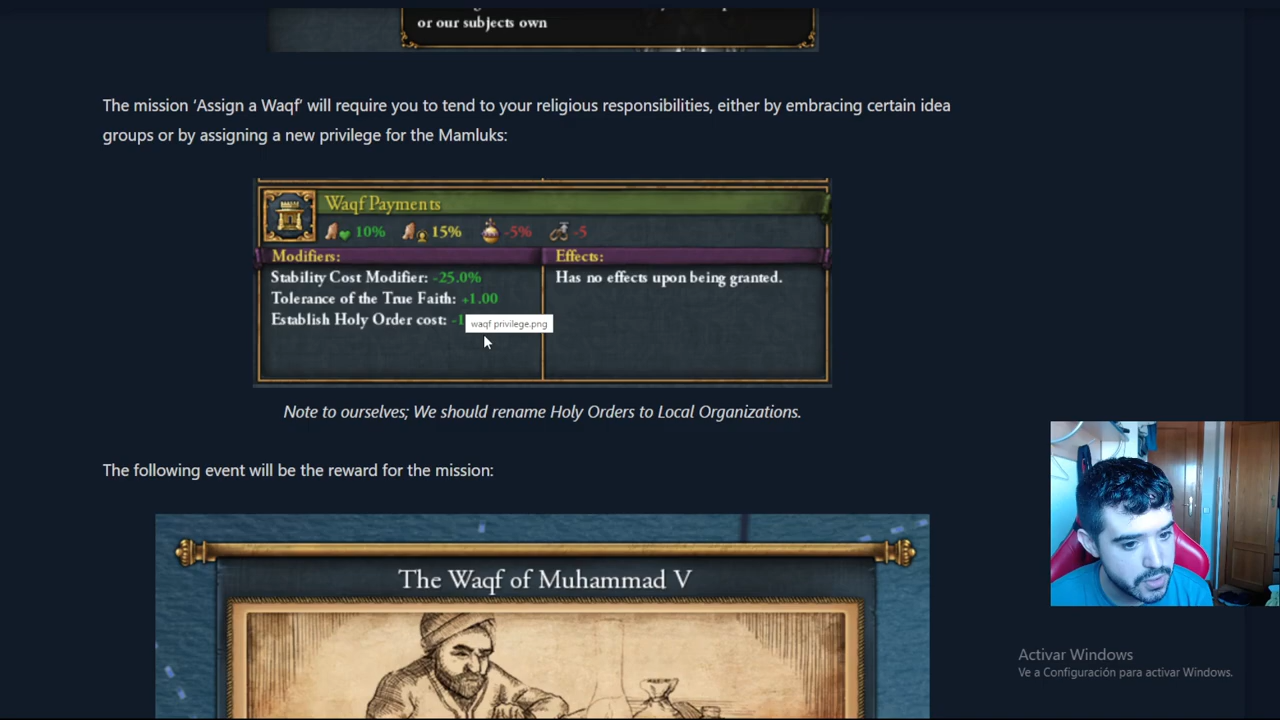 or our subjects own
The mission ‘Assign a Waqf’ will require you to tend to your religious responsibilities, either by embracing certain idea
groups or by assigning a new privilege for the Mamluks:
Waqf Payments
10% 15% -5% -5
Modifiers:
Effects:
Stability Cost Modifier: -25.0%
Has no effects upon being granted.
Tolerance of the True Faith: +1.00
Establish Holy Order cost:
waqf privilege.png
Note to ourselves; We should rename Holy Orders to Local Organizations.
The following event will be the reward for the mission:
The Waqf of Muhammad V
Activar Windows
Ve a Configuración para activar Windows.